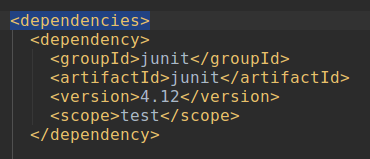 <dependencies>
<dependency>
<groupId>junit</groupId>
<artifactId>junit</artifactId>
<version>4.12</version>
<scope>test</scope>
</dependency>